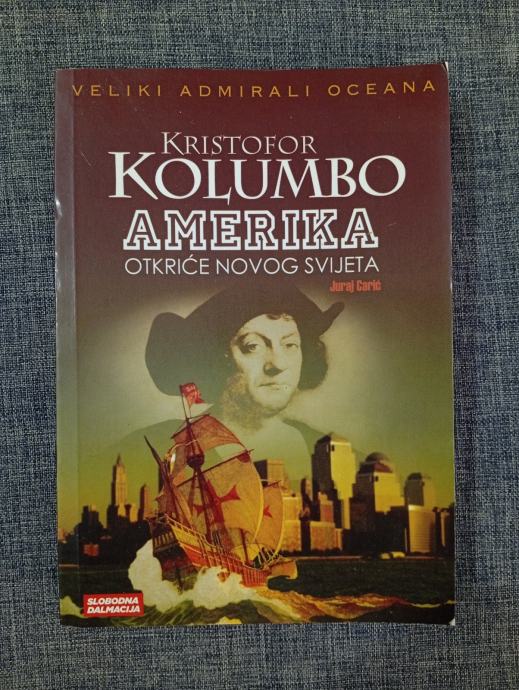 VELIKI ADMIRALI OCEANA
KRISTOFOR
KOLUMBO
AMERIKA
OTKRIĆE NOVOG SVIJETA
Juraj Carić
SLOBODNA
DALMACIJA